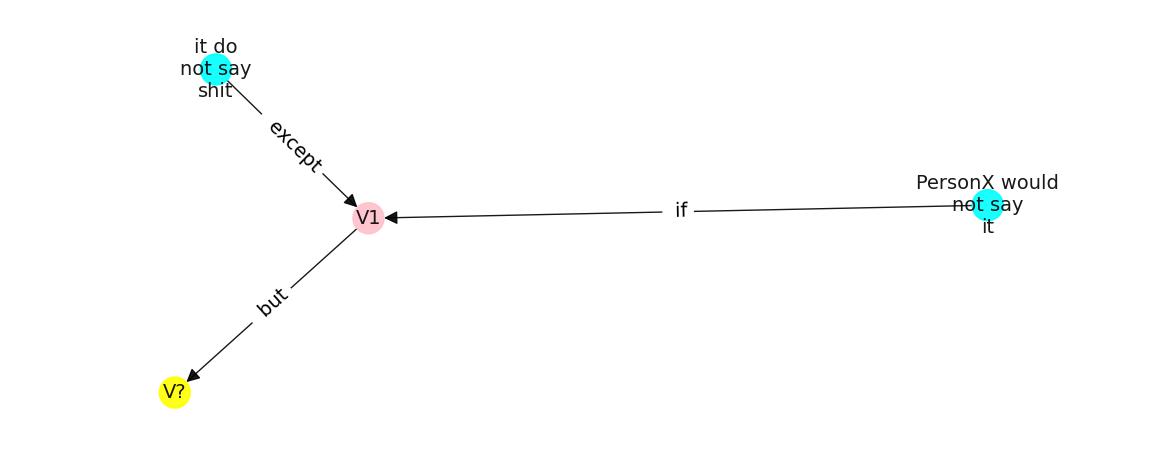 it do
not say
shit
except
PersonX would
not say
it
if
V1
but
V?